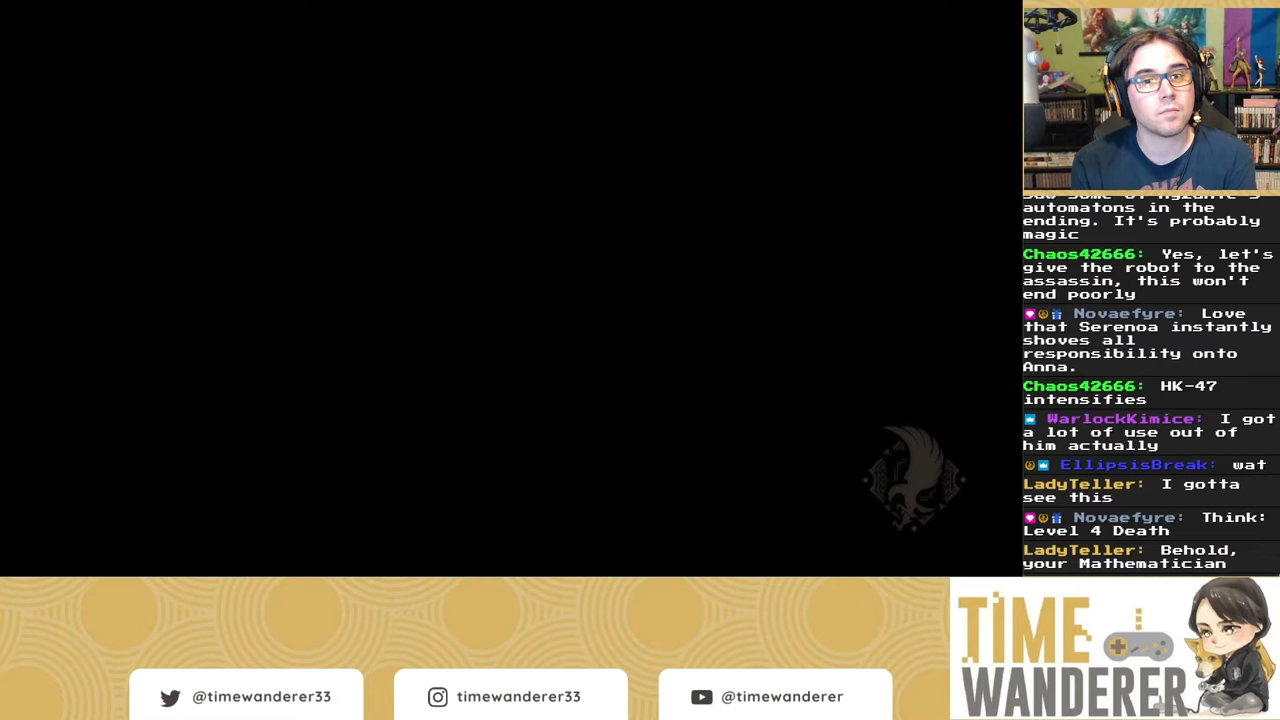 automatons in the
ending. It's probably
magic
Chaos42666: Yes, let's
give the robot to the
assassin, this won't
end poorly
Novaefyre: Love
that Serenoa instantly
shoves all
responsibility onto
Anna.
Chaos42666: HK-47
intensifies
WarlockKimice: I got
a lot of use out of
him actually
EllipsisBreak: wat
LadyTeller: I gotta
see this
Novaefyre: Think:
Level 4 Death
LadyTeller: Behold,
your Mathematician
TIME
WANDERER
@timewanderer33
timewanderer33
@timewanderer